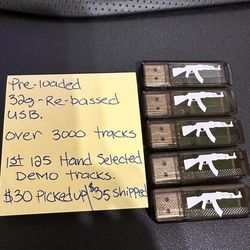 Pre-loaded
32g-Re-bassed
USB.
over 3000 tracks
1st 125 Hand Selected
Demo tracks.
$30 Picked up $35 Shipped